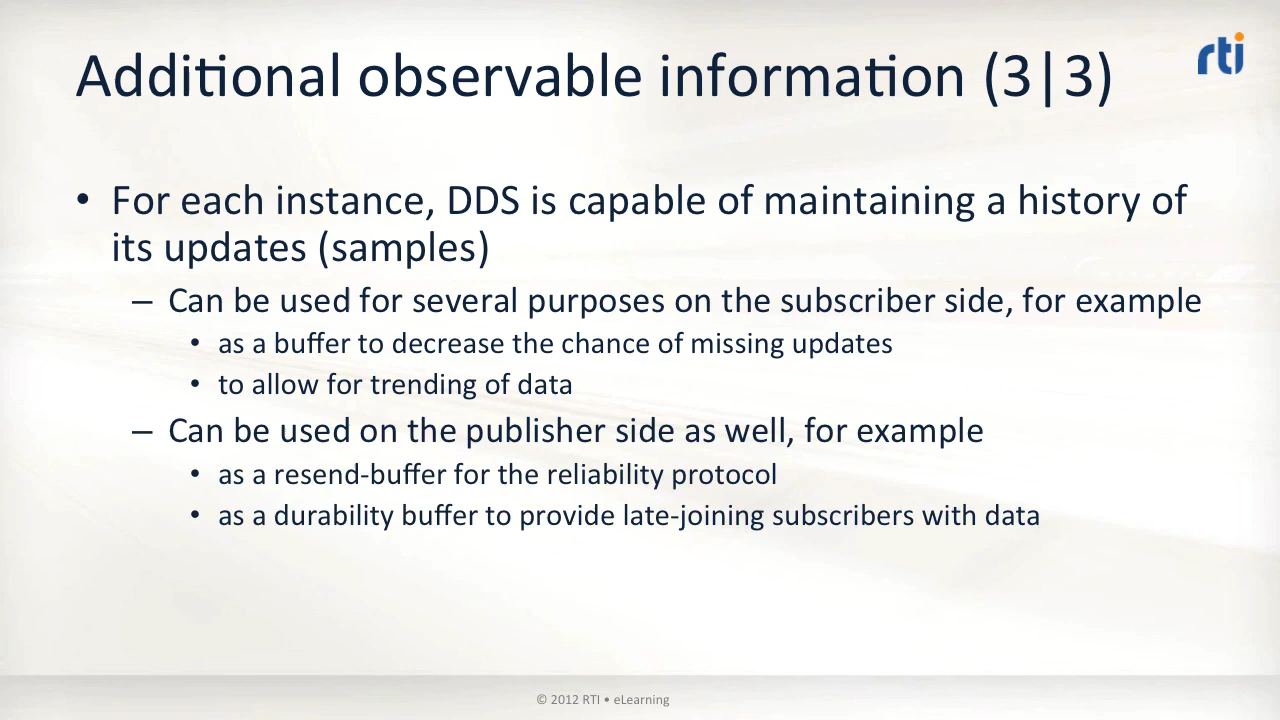 Additional observable information (3|3)
rti
• For each instance, DDS is capable of maintaining a history of
its updates (samples)
– Can be used for several purposes on the subscriber side, for example
• as a buffer to decrease the chance of missing updates
• to allow for trending of data
– Can be used on the publisher side as well, for example
• as a resend-buffer for the reliability protocol
• as a durability buffer to provide late-joining subscribers with data
© 2012 RTI • eLearning